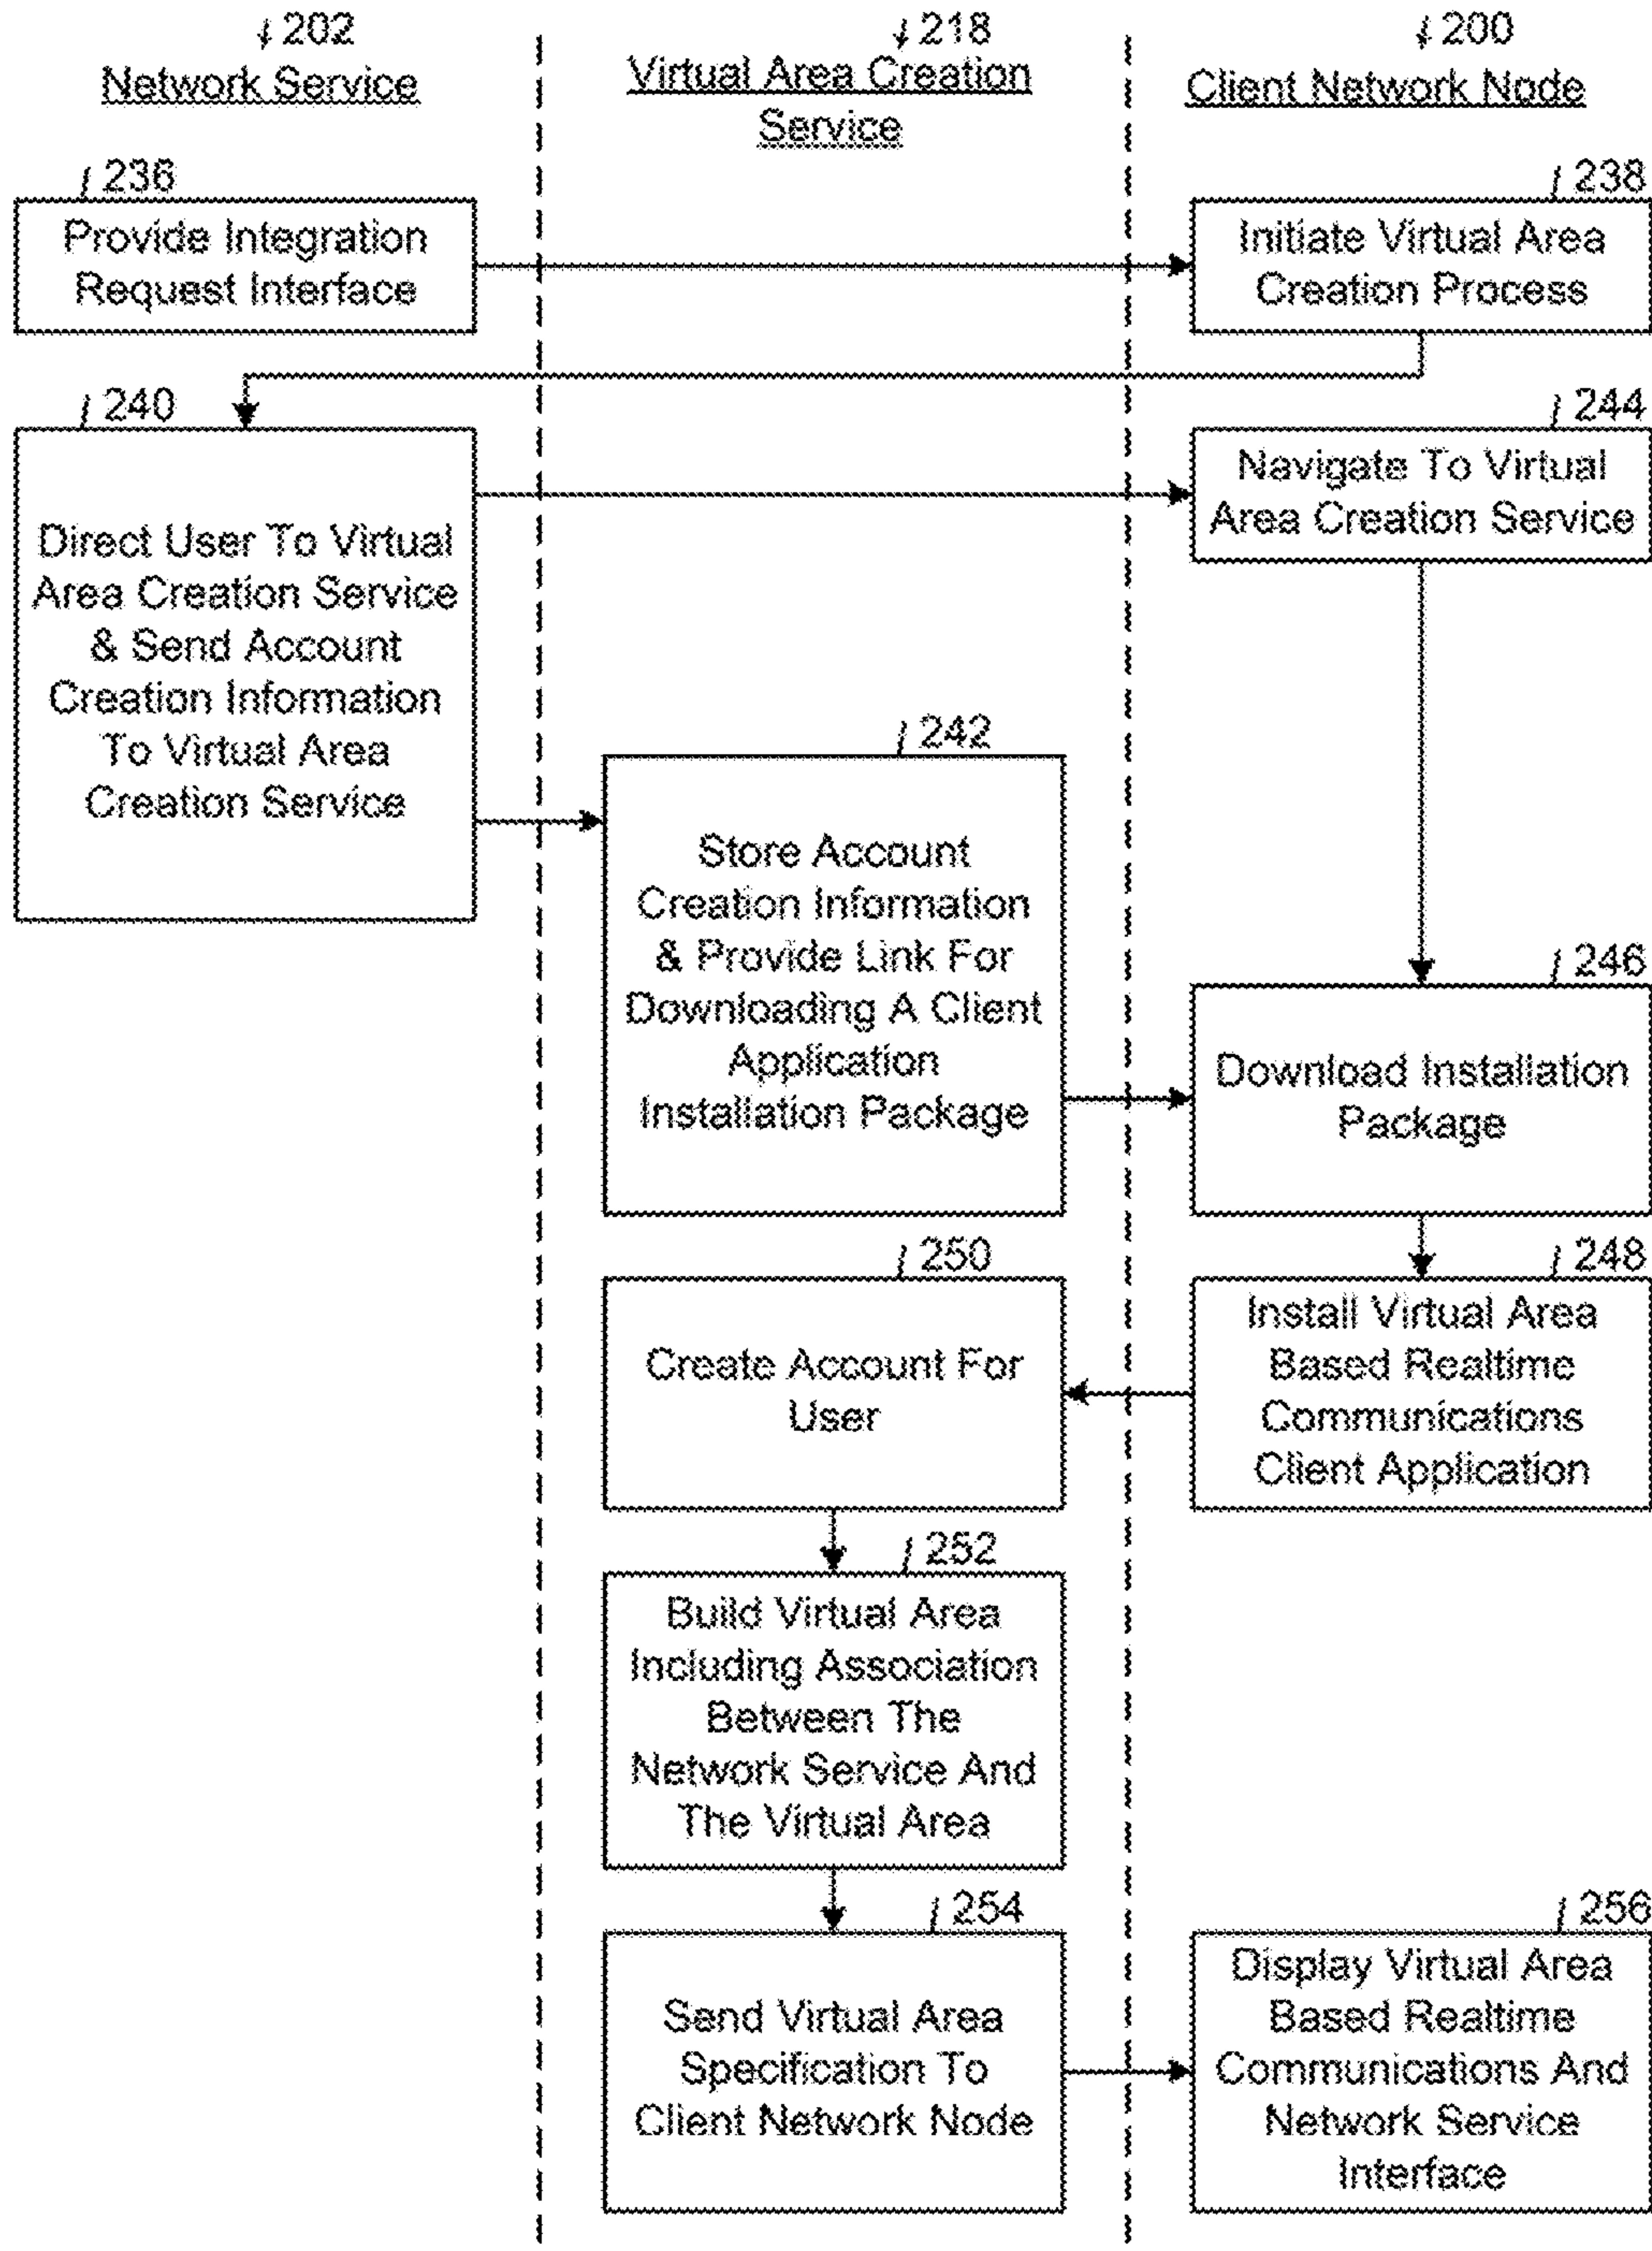 202
Network Service
218
Virtual Area Creation
Service
200
Client Network Node
236
Provide Integration
Request Interface
238
Initiate Virtual Area
Creation Process
240
Direct User To Virtual
Area Creation Service
& Send Account
Creation Information
To Virtual Area
Creation Service
244
Navigate To Virtual
Area Creation Service
242
Store Account
Creation Information
& Provide Link For
Downloading A Client
Application
Installation Package
246
Download Installation
Package
248
Install Virtual Area
Based Realtime
Communications
Client Application
250
Create Account For
User
252
Build Virtual Area
Including Association
Between The
Network Service And
The Virtual Area
254
Send Virtual Area
Specification To
Client Network Node
256
Display Virtual Area
Based Realtime
Communications And
Network Service
Interface